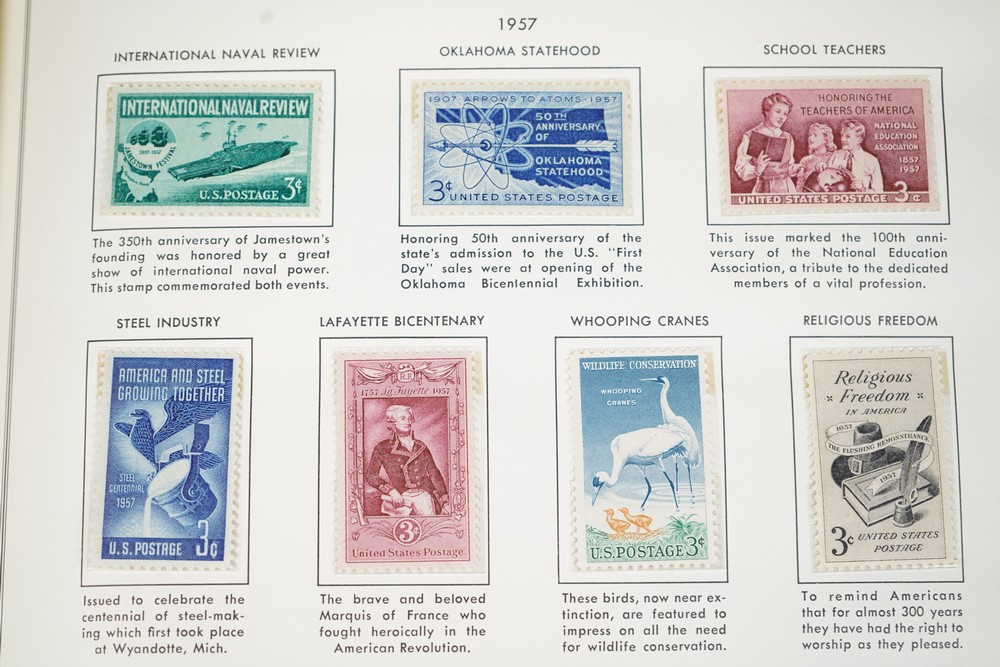 1957
INTERNATIONAL NAVAL REVIEW
INTERNATIONAL NAVAL REVIEW
1607-1957
JAMESTOWN FESTIVAL
U.S. POSTAGE 3¢
The 350th anniversary of Jamestown's
founding was honored by a great
show of international naval power.
This stamp commemorated both events.
OKLAHOMA STATEHOOD
1907·ARROWS TO ATOMS·1957
50TH
ANNIVERSARY
OF
OKLAHOMA
STATEHOOD
3¢ UNITED STATES POSTAGE
Honoring 50th anniversary of the
state's admission to the U.S. "First
Day" sales were at opening of the
Oklahoma Bicentennial Exhibition.
SCHOOL TEACHERS
HONORING THE
TEACHERS OF AMERICA
NATIONAL
EDUCATION
ASSOCIATION
1857
1957
UNITED STATES POSTAGE 3¢
This issue marked the 100th anni-
versary of the National Education
Association, a tribute to the dedicated
members of a vital profession.
STEEL INDUSTRY
AMERICA AND STEEL
GROWING TOGETHER
STEEL
CENTENNIAL
1957
U.S. POSTAGE 3¢
Issued to celebrate the
centennial of steel-mak-
ing which first took place
at Wyandotte, Mich.
LAFAYETTE BICENTENARY
1757 La Fayette 1957
3¢
United States Postage
The brave and beloved
Marquis of France who
fought heroically in the
American Revolution.
WHOOPING CRANES
WILDLIFE CONSERVATION
WHOOPING
CRANES
U.S. POSTAGE 3¢
These birds, now near ex-
tinction, are featured to
impress on all the need
for wildlife conservation.
RELIGIOUS FREEDOM
Religious
Freedom
IN AMERICA
1657
THE FLUSHING REMONSTRANCE
1957
3¢ UNITED STATES
POSTAGE
To remind Americans
that for almost 300 years
they have had the right to
worship as they pleased.